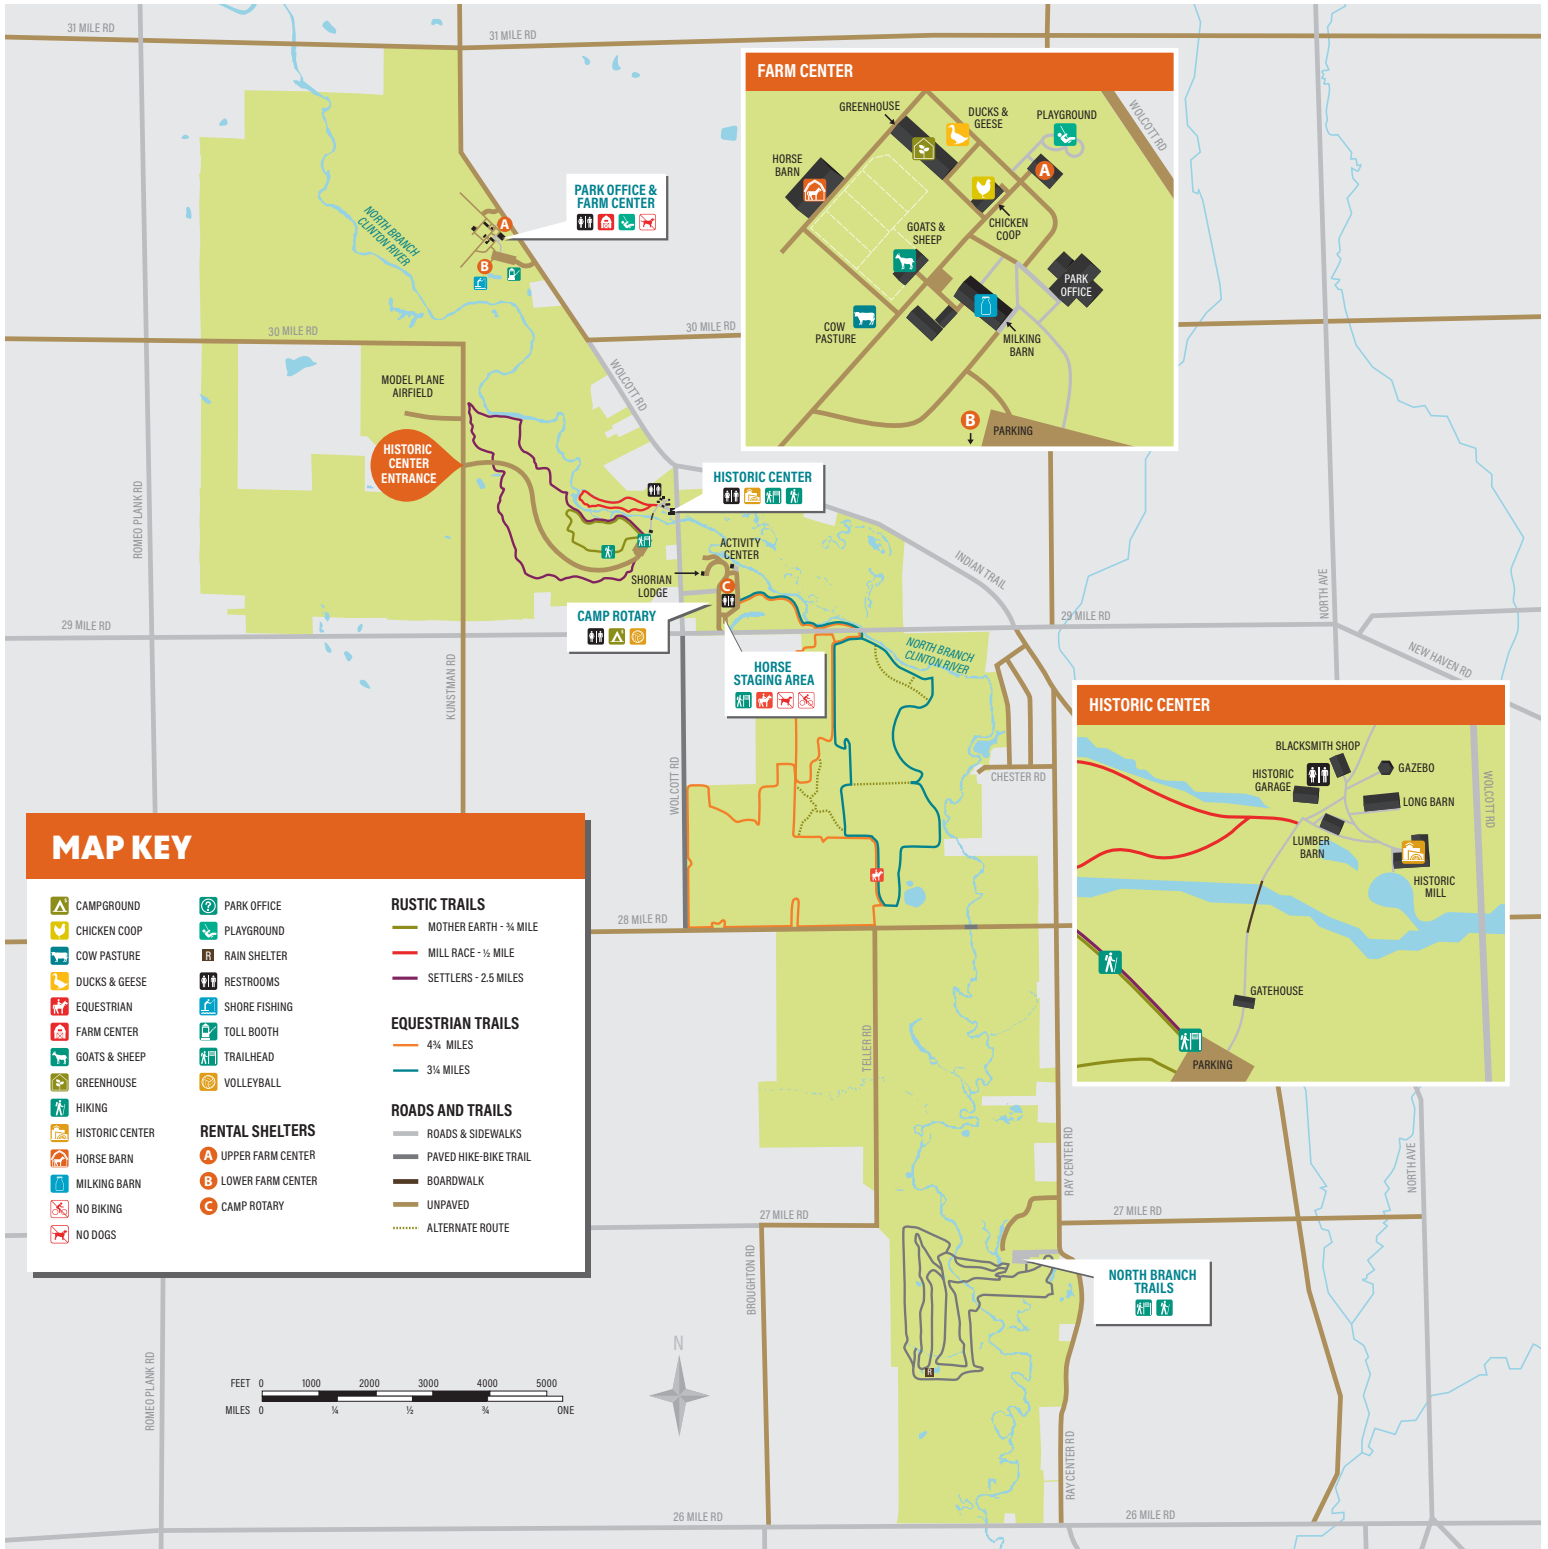 31 MILE RD
31 MILE RD
FARM CENTER
GREENHOUSE
DUCKS &
GEESE
PLAYGROUND
WOLCOTT RD
HORSE
BARN
A
CHICKEN
COOP
GOATS &
SHEEP
PARK
OFFICE
COW
PASTURE
MILKING
BARN
B
PARKING
PARK OFFICE &
FARM CENTER
A
B
NORTH BRANCH
CLINTON RIVER
30 MILE RD
30 MILE RD
WOLCOTT RD
MODEL PLANE
AIRFIELD
HISTORIC
CENTER
ENTRANCE
HISTORIC CENTER
ROMEO PLANK RD
ACTIVITY
CENTER
SHORIAN
LODGE
C
INDIAN TRAIL
NORTH AVE
CAMP ROTARY
29 MILE RD
29 MILE RD
NEW HAVEN RD
NORTH BRANCH
CLINTON RIVER
HORSE
STAGING AREA
KUNSTMAN RD
WOLCOTT RD
CHESTER RD
HISTORIC CENTER
BLACKSMITH SHOP
HISTORIC
GARAGE
GAZEBO
LONG BARN
LUMBER
BARN
HISTORIC
MILL
WOLCOTT RD
GATEHOUSE
PARKING
28 MILE RD
MAP KEY
CAMPGROUND
CHICKEN COOP
COW PASTURE
DUCKS & GEESE
EQUESTRIAN
FARM CENTER
GOATS & SHEEP
GREENHOUSE
HIKING
HISTORIC CENTER
HORSE BARN
MILKING BARN
NO BIKING
NO DOGS
? PARK OFFICE
PLAYGROUND
R RAIN SHELTER
RESTROOMS
SHORE FISHING
TOLL BOOTH
TRAILHEAD
VOLLEYBALL
RENTAL SHELTERS
A UPPER FARM CENTER
B LOWER FARM CENTER
C CAMP ROTARY
RUSTIC TRAILS
MOTHER EARTH - ¾ MILE
MILL RACE - ½ MILE
SETTLERS - 2.5 MILES
EQUESTRIAN TRAILS
4¾ MILES
3¼ MILES
ROADS AND TRAILS
ROADS & SIDEWALKS
PAVED HIKE-BIKE TRAIL
BOARDWALK
UNPAVED
ALTERNATE ROUTE
TELLER RD
RAY CENTER RD
NORTH AVE
27 MILE RD
27 MILE RD
BROUGHTON RD
NORTH BRANCH
TRAILS
R
N
ROMEO PLANK RD
FEET 0 1000 2000 3000 4000 5000
MILES 0 ¼ ½ ¾ ONE
RAY CENTER RD
26 MILE RD
26 MILE RD